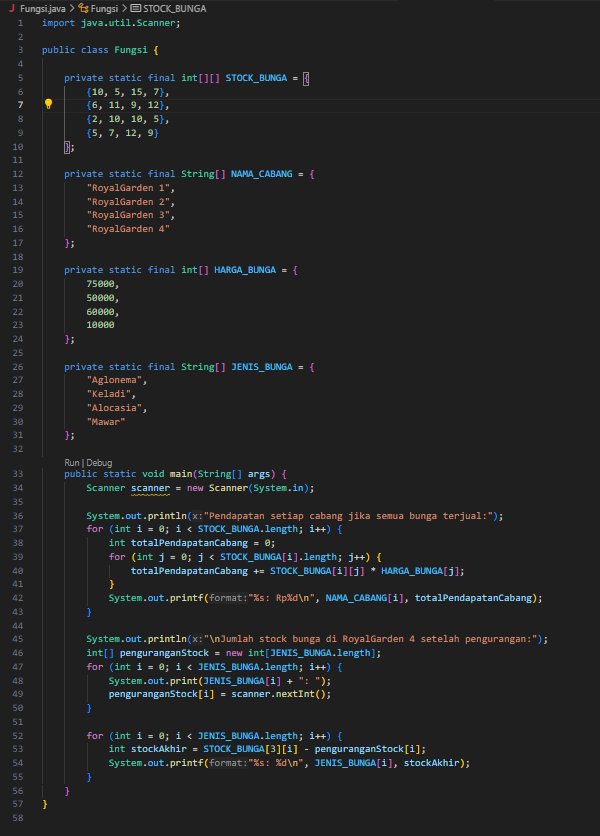 J Fungsi.java > Fungsi > STOCK_BUNGA
1 import java.util.Scanner;
2
3 public class Fungsi {
4
5 private static final int[][] STOCK_BUNGA = {
6 {10, 5, 15, 7},
7 {6, 11, 9, 12},
8 {2, 10, 10, 5},
9 {5, 7, 12, 9}
10 };
11
12 private static final String[] NAMA_CABANG = {
13 "RoyalGarden 1",
14 "RoyalGarden 2",
15 "RoyalGarden 3",
16 "RoyalGarden 4"
17 };
18
19 private static final int[] HARGA_BUNGA = {
20 75000,
21 50000,
22 60000,
23 10000
24 };
25
26 private static final String[] JENIS_BUNGA = {
27 "Aglonema",
28 "Keladi",
29 "Alocasia",
30 "Mawar"
31 };
32
Run | Debug
33 public static void main(String[] args) {
34 Scanner scanner = new Scanner(System.in);
35
36 System.out.println(x:"Pendapatan setiap cabang jika semua bunga terjual:");
37 for (int i = 0; i < STOCK_BUNGA.length; i++) {
38 int totalPendapatanCabang = 0;
39 for (int j = 0; j < STOCK_BUNGA[i].length; j++) {
40 totalPendapatanCabang += STOCK_BUNGA[i][j] * HARGA_BUNGA[j];
41 }
42 System.out.printf(format:"%s: Rp%d\n", NAMA_CABANG[i], totalPendapatanCabang);
43 }
44
45 System.out.println(x:"\nJumlah stock bunga di RoyalGarden 4 setelah pengurangan:");
46 int[] penguranganStock = new int[JENIS_BUNGA.length];
47 for (int i = 0; i < JENIS_BUNGA.length; i++) {
48 System.out.print(JENIS_BUNGA[i] + ": ");
49 penguranganStock[i] = scanner.nextInt();
50 }
51
52 for (int i = 0; i < JENIS_BUNGA.length; i++) {
53 int stockAkhir = STOCK_BUNGA[3][i] - penguranganStock[i];
54 System.out.printf(format:"%s: %d\n", JENIS_BUNGA[i], stockAkhir);
55 }
56 }
57 }
58